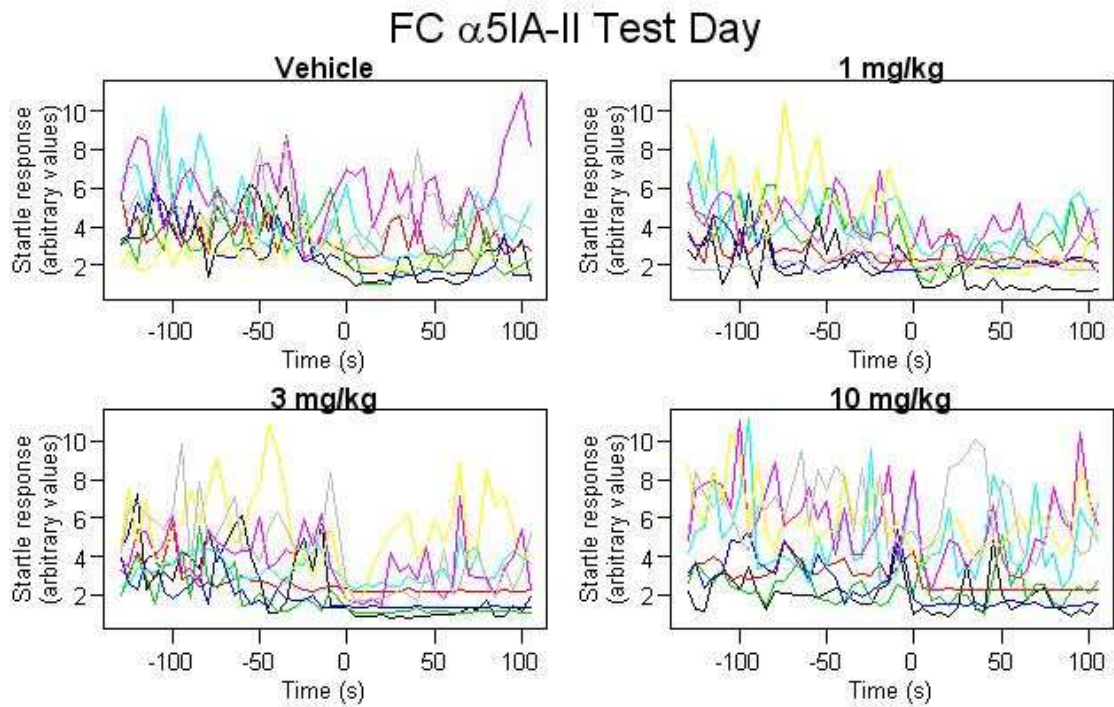 FC α5IA-II Test Day
Vehicle
1 mg/kg
Startle response
(arbitrary values)
10
8
6
4
2
-100 -50 0 50 100
Time (s)
Startle response
(arbitrary values)
10
8
6
4
2
-100 -50 0 50 100
Time (s)
3 mg/kg
10 mg/kg
Startle response
(arbitrary values)
10
8
6
4
2
-100 -50 0 50 100
Time (s)
Startle response
(arbitrary values)
10
8
6
4
2
-100 -50 0 50 100
Time (s)